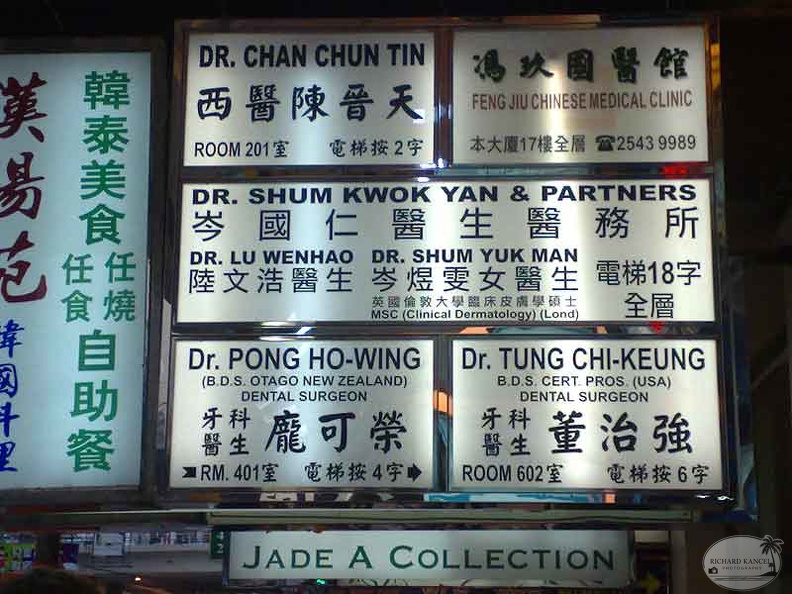 漢陽苑
韓國料理
韓泰美食
任食
任燒
自助餐
DR. CHAN CHUN TIN
西醫陳晉天
ROOM 201室 電梯按2字
馮玖國醫館
FENG JIU CHINESE MEDICAL CLINIC
本大廈17樓全層 ☎2543 9989
DR. SHUM KWOK YAN & PARTNERS
岑國仁醫生醫務所
DR. LU WENHAO
陸文浩醫生
DR. SHUM YUK MAN
岑煜雯女醫生
英國倫敦大學臨床皮膚學碩士
MSC (Clinical Dermatology) (Lond)
電梯18字
全層
Dr. PONG HO-WING
(B.D.S. OTAGO NEW ZEALAND)
DENTAL SURGEON
牙科醫生 龐可榮
RM. 401室 電梯按4字
Dr. TUNG CHI-KEUNG
B.D.S. CERT. PROS. (USA)
DENTAL SURGEON
牙科醫生 董治強
ROOM 602室 電梯按6字
JADE A COLLECTION
RICHARD KANCEL
PHOTOGRAPHY